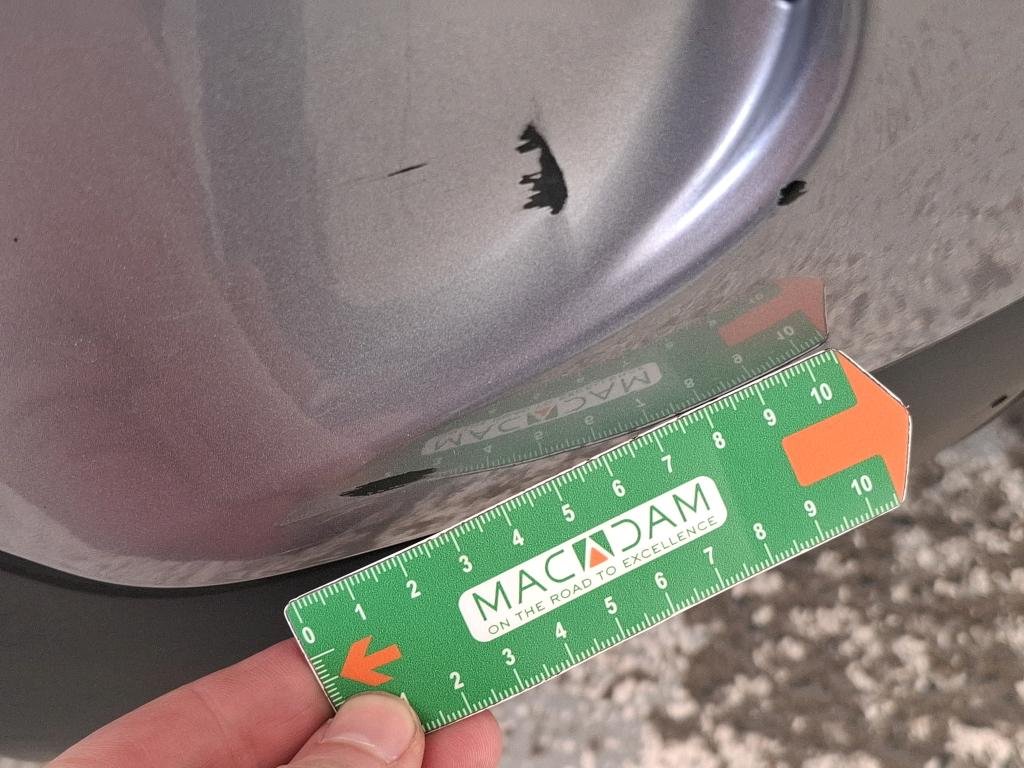 0 1 2 3 4 5 6 7 8 9 10
MACADAM
ON THE ROAD TO EXCELLENCE
2 3 4 5 6 7 8 9 10